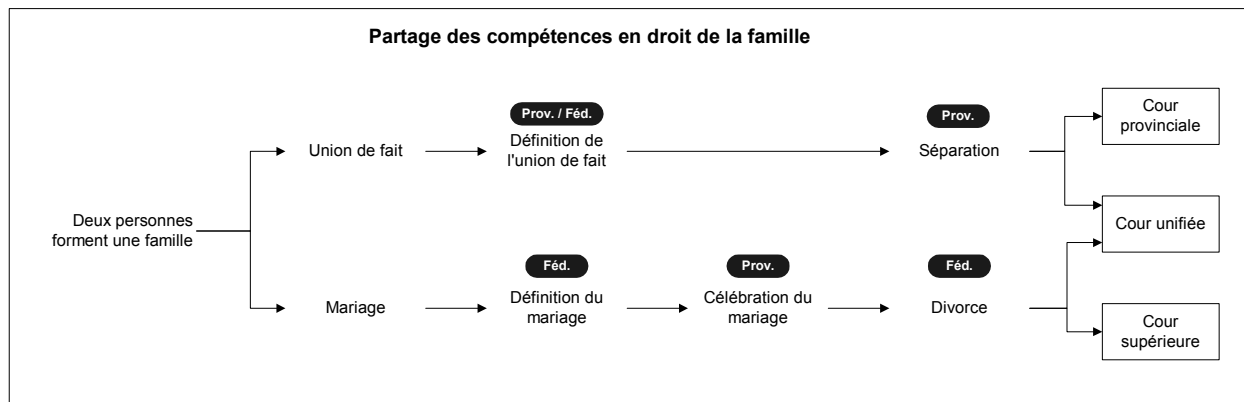 Partage des compétences en droit de la famille
Prov. / Féd.
Prov.
Cour
provinciale
Union de fait
Définition de
l'union de fait
Séparation
Deux personnes
forment une famille
Cour unifiée
Féd.
Prov.
Féd.
Mariage
Définition du
mariage
Célébration du
mariage
Divorce
Cour
supérieure